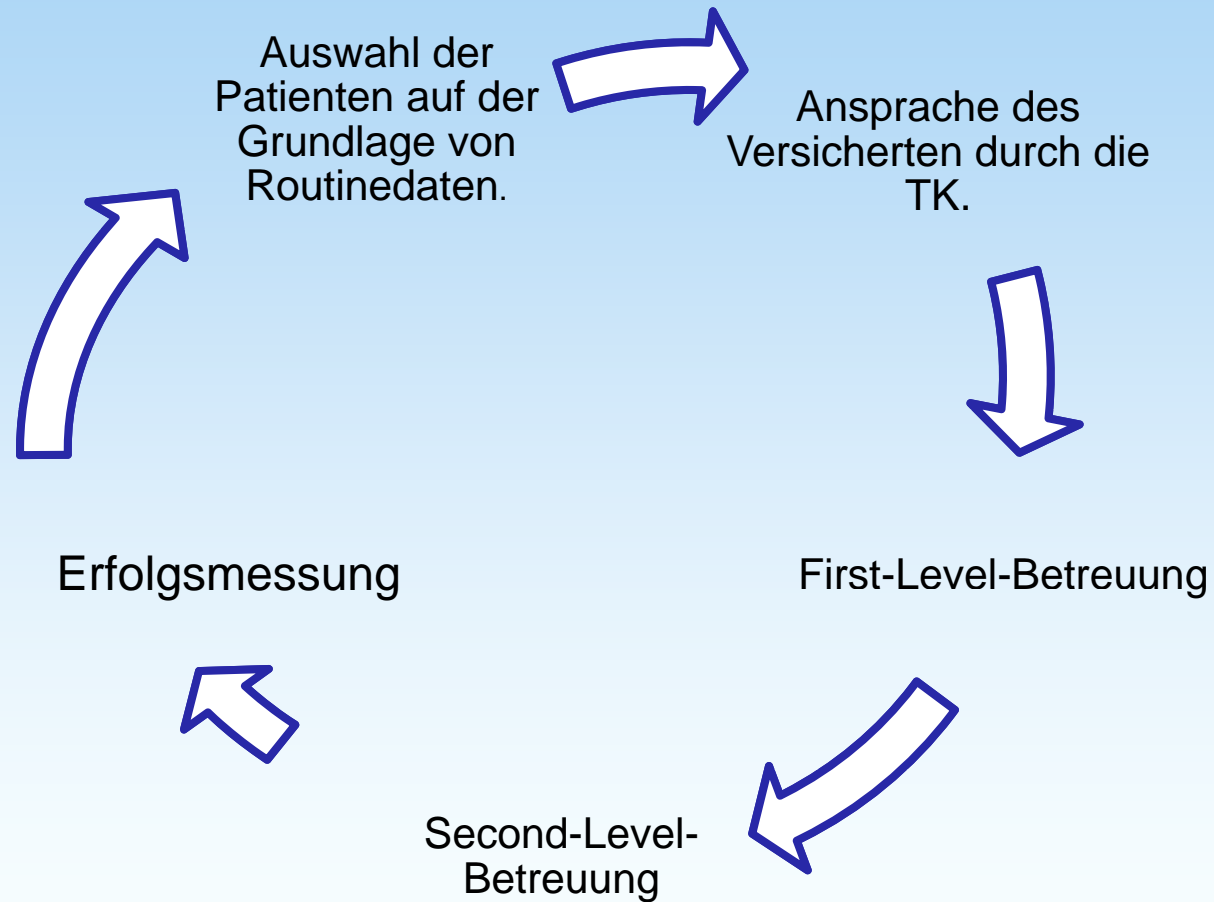 Auswahl der
Patienten auf der
Grundlage von
Routinedaten.
Ansprache des
Versicherten durch die
TK.
First-Level-Betreuung
Second-Level-
Betreuung
Erfolgsmessung